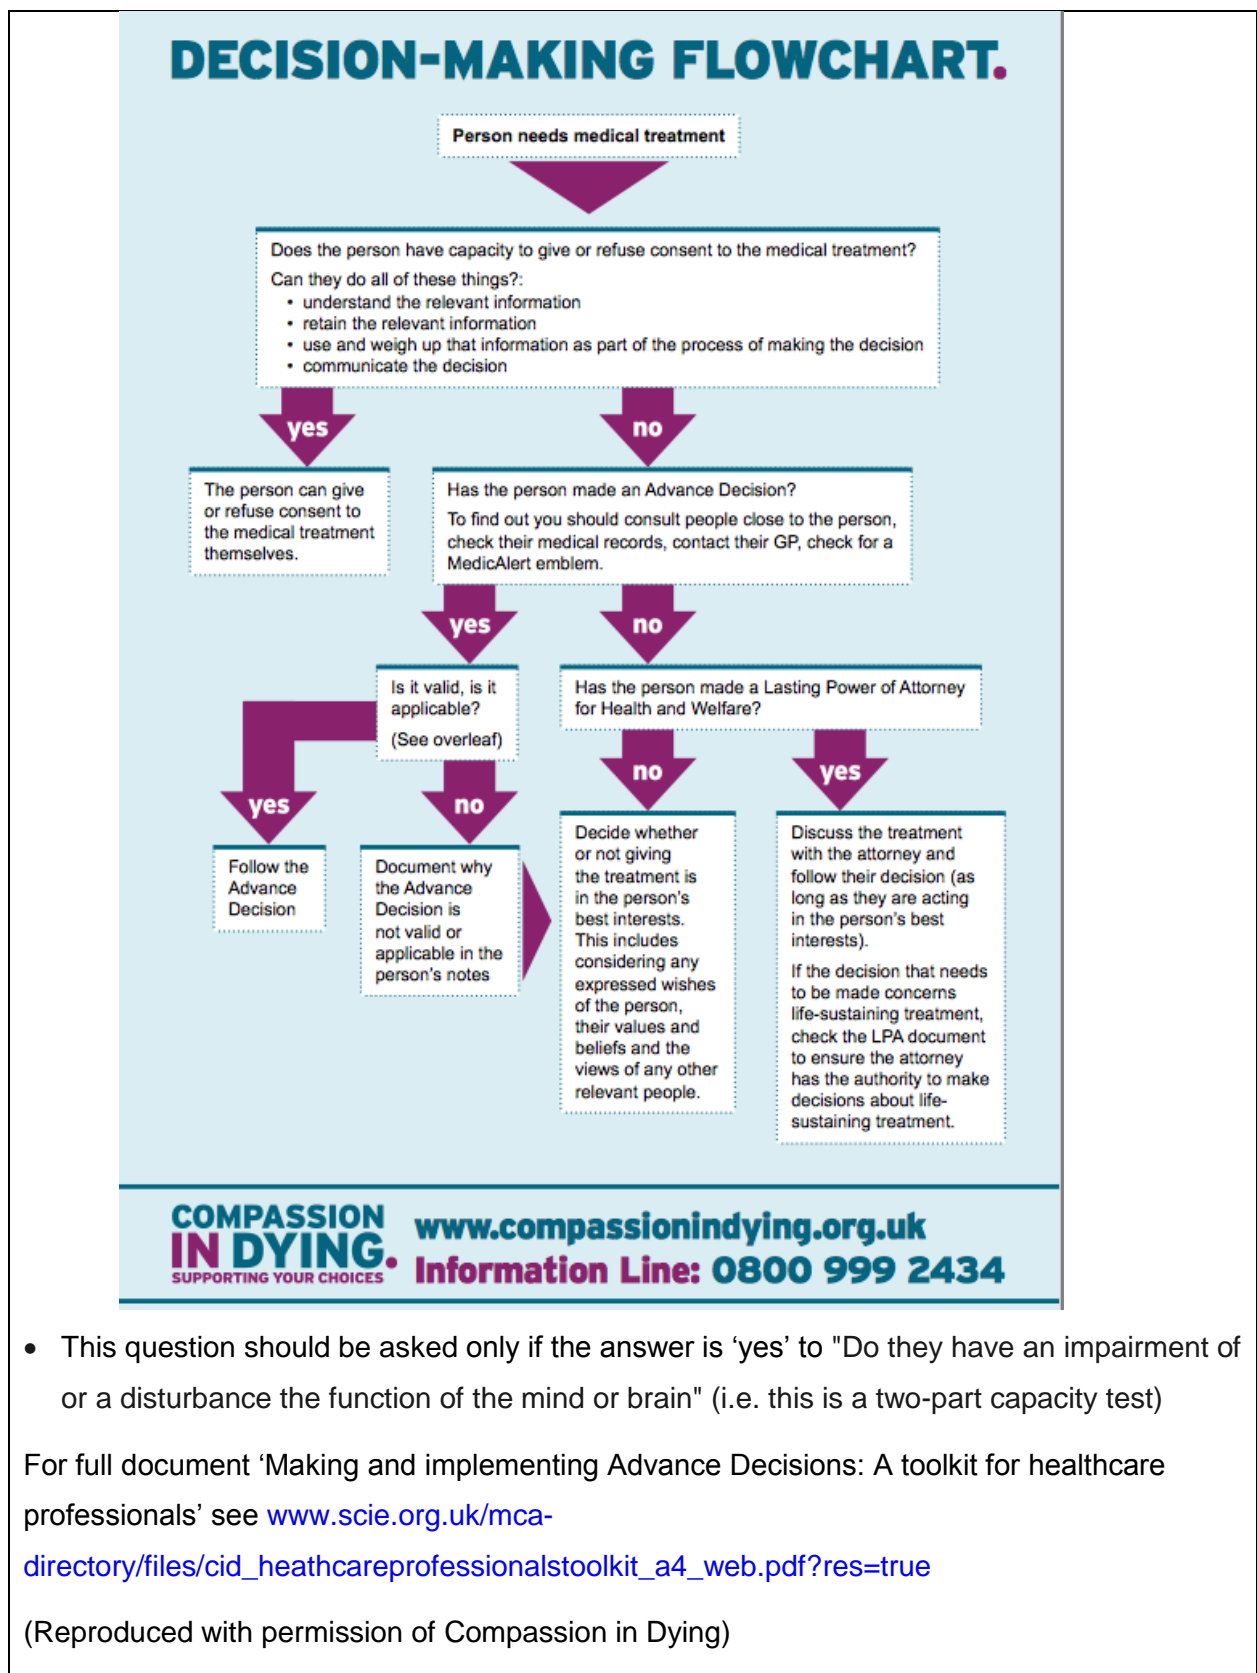 DECISION-MAKING FLOWCHART.
Person needs medical treatment
Does the person have capacity to give or refuse consent to the medical treatment?
Can they do all of these things?:
• understand the relevant information
• retain the relevant information
• use and weigh up that information as part of the process of making the decision
• communicate the decision
yes
no
The person can give
or refuse consent to
the medical treatment
themselves.
Has the person made an Advance Decision?
To find out you should consult people close to the person,
check their medical records, contact their GP, check for a
MedicAlert emblem.
yes
no
Is it valid, is it
applicable?
(See overleaf)
Has the person made a Lasting Power of Attorney
for Health and Welfare?
yes
no
no
yes
Follow the
Advance
Decision
Document why
the Advance
Decision is
not valid or
applicable in the
person's notes
Decide whether
or not giving
the treatment is
in the person's
best interests.
This includes
considering any
expressed wishes
of the person,
their values and
beliefs and the
views of any other
relevant people.
Discuss the treatment
with the attorney and
follow their decision (as
long as they are acting
in the person's best
interests).
If the decision that needs
to be made concerns
life-sustaining treatment,
check the LPA document
to ensure the attorney
has the authority to make
decisions about life-
sustaining treatment.
COMPASSION
IN DYING.
SUPPORTING YOUR CHOICES
www.compassionindying.org.uk
Information Line: 0800 999 2434
• This question should be asked only if the answer is ‘yes’ to "Do they have an impairment of
or a disturbance the function of the mind or brain" (i.e. this is a two-part capacity test)
For full document ‘Making and implementing Advance Decisions: A toolkit for healthcare
professionals’ see www.scie.org.uk/mca-
directory/files/cid_heathcareprofessionalstoolkit_a4_web.pdf?res=true
(Reproduced with permission of Compassion in Dying)